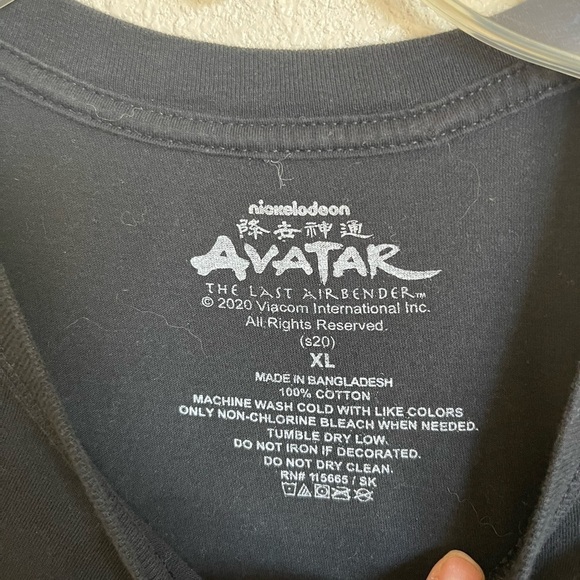 nickelodeon
降去神通
AVATAR
THE LAST AIRBENDER™
© 2020 Viacom International Inc.
All Rights Reserved.
(s20)
XL
MADE IN BANGLADESH
100% COTTON
MACHINE WASH COLD WITH LIKE COLORS
ONLY NON-CHLORINE BLEACH WHEN NEEDED.
TUMBLE DRY LOW.
DO NOT IRON IF DECORATED.
DO NOT DRY CLEAN.
RN# 115665 / SK